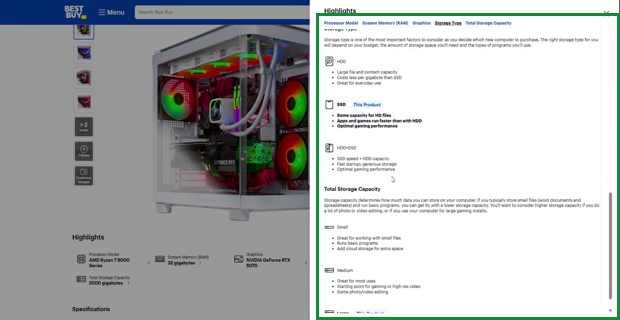 BEST
BUY
Menu
Search Best Buy
Highlights
Processor Model
System Memory (RAM)
Graphics
Storage Type
Total Storage Capacity
Storage Type
Storage type is one of the most important factors to consider as you decide which new computer to purchase. The right storage type for you
will depend on your budget, the amount of storage space you'll need and the types of programs you'll use.
HDD
Large file and content capacity
Costs less per gigabyte than SSD
Great for everyday use
SSD This Product
Some capacity for HD files
Apps and games run faster than with HDD
Optimal gaming performance
HDD+SSD
SSD speed + HDD capacity
Fast startup; generous storage
Optimal gaming performance
Total Storage Capacity
Storage capacity determines how much data you can store on your computer. If you typically store small files (word documents and
spreadsheets) and run basic programs, you can get by with a lower storage capacity. You'll want to consider higher storage capacity if you do
a lot of photo or video editing, or if you use your computer for large gaming installs.
Small
Great for working with small files
Runs basic programs
Add cloud storage for extra space
Medium
Great for most uses
Starting point for gaming or high-res video
Some photo/video editing
Large This Product
+2
GEFORCE RTX
Highlights
Processor Model
AMD Ryzen 7 8000
Series
System Memory (RAM)
32 gigabytes
Graphics
NVIDIA GeForce RTX
5070
Total Storage Capacity
2000 gigabytes
Specifications